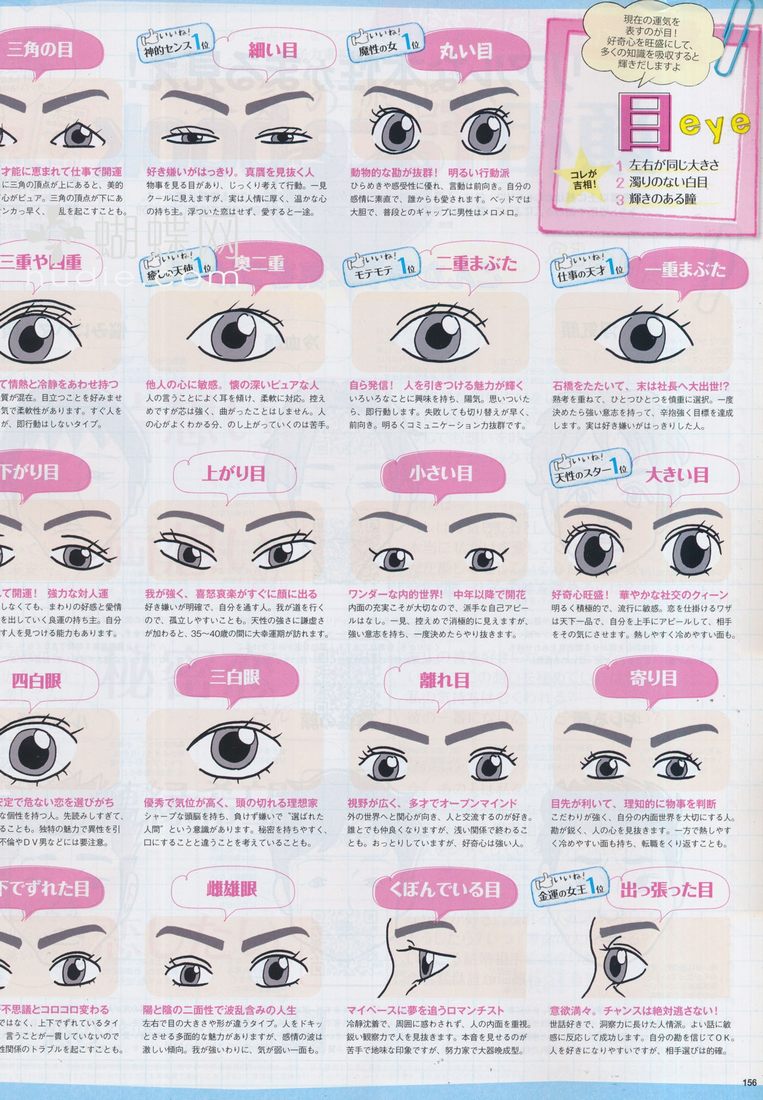 現在の運気を
表すのが目！
好奇心を旺盛にして、
多くの知識を吸収すると
輝きだしますよ
目 eye
コレが
吉相！
1 左右が同じ大きさ
2 濁りのない白目
3 輝きのある瞳
三角の目
才能に恵まれて仕事で開運
に三角の頂点が上にあると、美的
心がピュア。三角の頂点が下にあ
ンカっ早く、
乱を起こすことも。
いいね！
神的センス1位
細い目
好き嫌いがはっきり。真贋を見抜く人
物事を見る目があり、じっくり考えて行動。一見
クールに見えますが、実は人情に厚く、温かな心
の持ち主。浮ついた恋はせず、愛すると一途。
いいね！
魔性の女1位
丸い目
動物的な勘が抜群！ 明るい行動派
ひらめきや感受性に優れ、言動は前向き。自分の
感情に素直で、誰からも愛されます。ベッドでは
大胆で、普段とのギャップに男性はメロメロ。
蝴蝶网
三重や四重
て情熱と冷静をあわせ持つ
質が混在。目立つことを好みませ
気で柔軟性があります。すぐ人を
が、即行動はしないタイプ。
いいね！
癒しの天使1位
奥二重
他人の心に敏感。懐の深いピュアな人
人の言うことによく耳を傾け、柔軟に対応。控え
めですが芯は強く、曲がったことはしません。人
の心がよくわかる分、のし上がっていくのは苦手。
いいね！
モテモテ1位
二重まぶた
自ら発信！ 人を引きつける魅力が輝く
いろいろなことに興味を持ち、陽気。思いついた
ら、即行動します。失敗しても切り替えが早く、
前向き。明るくコミュニケーション力抜群です。
いいね！
仕事の天才1位
一重まぶた
石橋をたたいて、末は社長へ大出世!?
熟考を重ねて、ひとつひとつを慎重に選択。一度
決めたら強い意志を持って、辛抱強く目標を達成
します。実は好き嫌いがはっきりした人。
下がり目
て開運！ 強力な対人運
しなくても、まわりの好感と愛情
を出していく良運の持ち主。自分
す人を見つける能力もあります。
上がり目
我が強く、喜怒哀楽がすぐに顔に出る
好き嫌いが明確で、自分を通す人。我が道を行く
ので、孤立しやすいことも。天性の強さに謙虚さ
が加わると、35〜40歳の間に大幸運期が訪れます。
小さい目
ワンダーな内的世界！ 中年以降で開花
内面の充実こそが大切なので、派手な自己アピー
ルはなし。一見、控えめで消極的に見えますが、
強い意志を持ち、一度決めたらやり抜きます。
いいね！
天性のスター1位
大きい目
好奇心旺盛！ 華やかな社交のクィーン
明るく積極的で、流行に敏感。恋を仕掛けるワザ
は天下一品で、自分を上手にアピールして、相手
をその気にさせます。熱しやすく冷めやすい面も。
四白眼
安定で危ない恋を選びがち
な個性を持つ人。先読みしすぎて、
ることも。独特の魅力で異性を引
不倫やDV男などには要注意。
三白眼
優秀で気位が高く、頭の切れる理想家
シャープな頭脳を持ち、負けず嫌いで“選ばれた
人間”という意識があります。秘密を持ちやすく、
口にすることと違うことを考えていることも。
離れ目
視野が広く、多才でオープンマインド
外の世界へと関心が向き、人と交流するのが好き。
誰とでも仲良くなりますが、浅い関係で終わるこ
とも。おっとりしていますが、好奇心は強い人。
寄り目
目先が利いて、理知的に物事を判断
こだわりが強く、自分の内面世界を大切にする人。
勘が鋭く、人の心を見抜きます。一方で熱しやす
く冷めやすい面も持ち、転職をくり返すことも。
下でずれた目
不思議とコロコロ変わる
ではなく、上下でずれているタイ
言うことが一貫していないので
性関係のトラブルを起こすことも。
雌雄眼
陽と陰の二面性で波乱含みの人生
左右で目の大きさや形が違うタイプ。人をドキッ
とさせる多面的な魅力がありますが、感情の波は
激しい傾向。我が強いわりに、気が弱い一面も。
くぼんでいる目
マイペースに夢を追うロマンチスト
冷静沈着で、周囲に惑わされず、人の内面を重視。
鋭い観察力で人を見抜きます。本音を見せるのが
苦手で地味な印象ですが、努力家で大器晩成型。
いいね！
金運の女王1位
出っ張った目
意欲満々。チャンスは絶対逃さない！
世話好きで、洞察力に長けた人情派。よい話に敏
感に反応して成功します。自分の勘を信じてOK。
人を好きになりやすいですが、相手選びは的確。
156